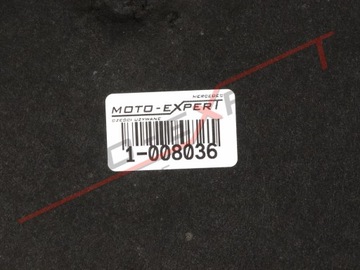 MERCEDES
MOTO-EXPERT
CZĘŚCI UŻYWANE
1-008036